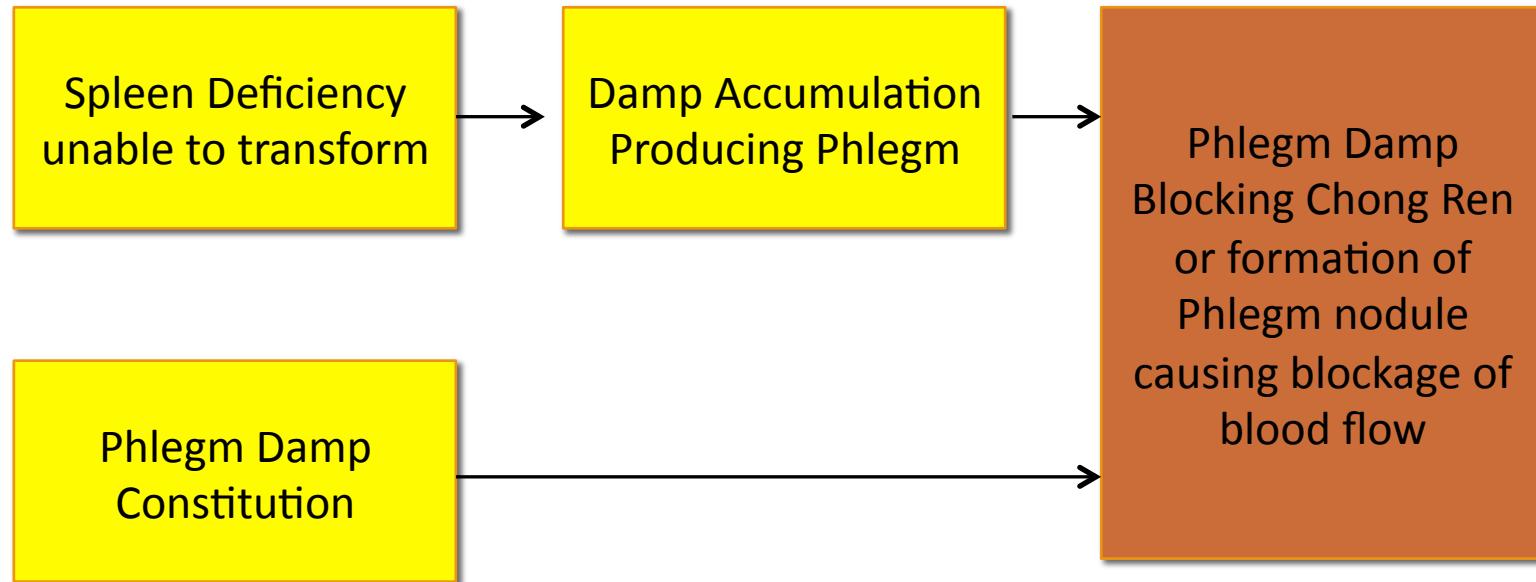 Spleen Deficiency
unable to transform
Damp Accumulation
Producing Phlegm
Phlegm Damp
Blocking Chong Ren
or formation of
Phlegm nodule
causing blockage of
blood flow
Phlegm Damp
Constitution